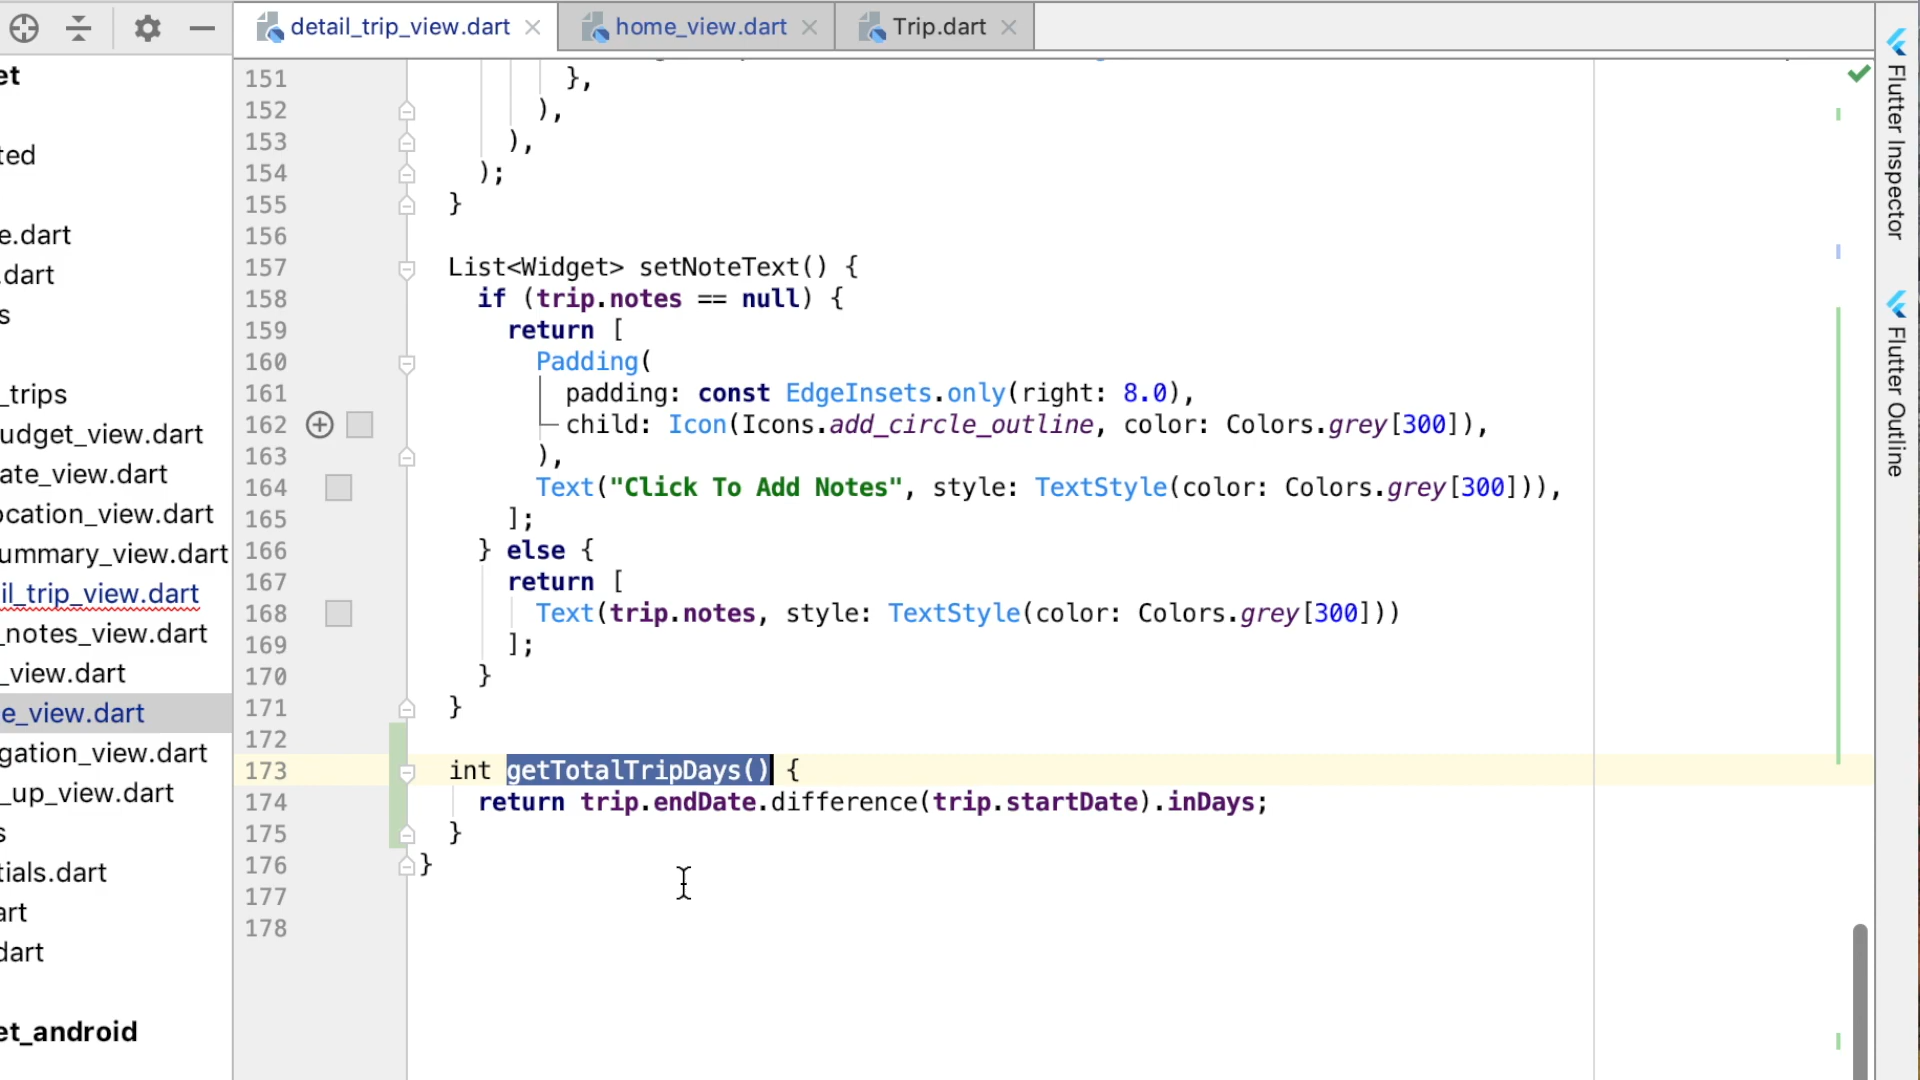 detail_trip_view.dart
home_view.dart
Trip.dart
et
ted
e.dart
.dart
s
_trips
udget_view.dart
ate_view.dart
ocation_view.dart
ummary_view.dart
il_trip_view.dart
_notes_view.dart
_view.dart
e_view.dart
gation_view.dart
_up_view.dart
s
tials.dart
art
dart
et_android
151 },
152 ),
153 ),
154 );
155 }
156
157 List<Widget> setNoteText() {
158 if (trip.notes == null) {
159 return [
160 Padding(
161 padding: const EdgeInsets.only(right: 8.0),
162 child: Icon(Icons.add_circle_outline, color: Colors.grey[300]),
163 ),
164 Text("Click To Add Notes", style: TextStyle(color: Colors.grey[300])),
165 ];
166 } else {
167 return [
168 Text(trip.notes, style: TextStyle(color: Colors.grey[300]))
169 ];
170 }
171 }
172
173 int getTotalTripDays() {
174 return trip.endDate.difference(trip.startDate).inDays;
175 }
176 }
177
178
Flutter Inspector
Flutter Outline